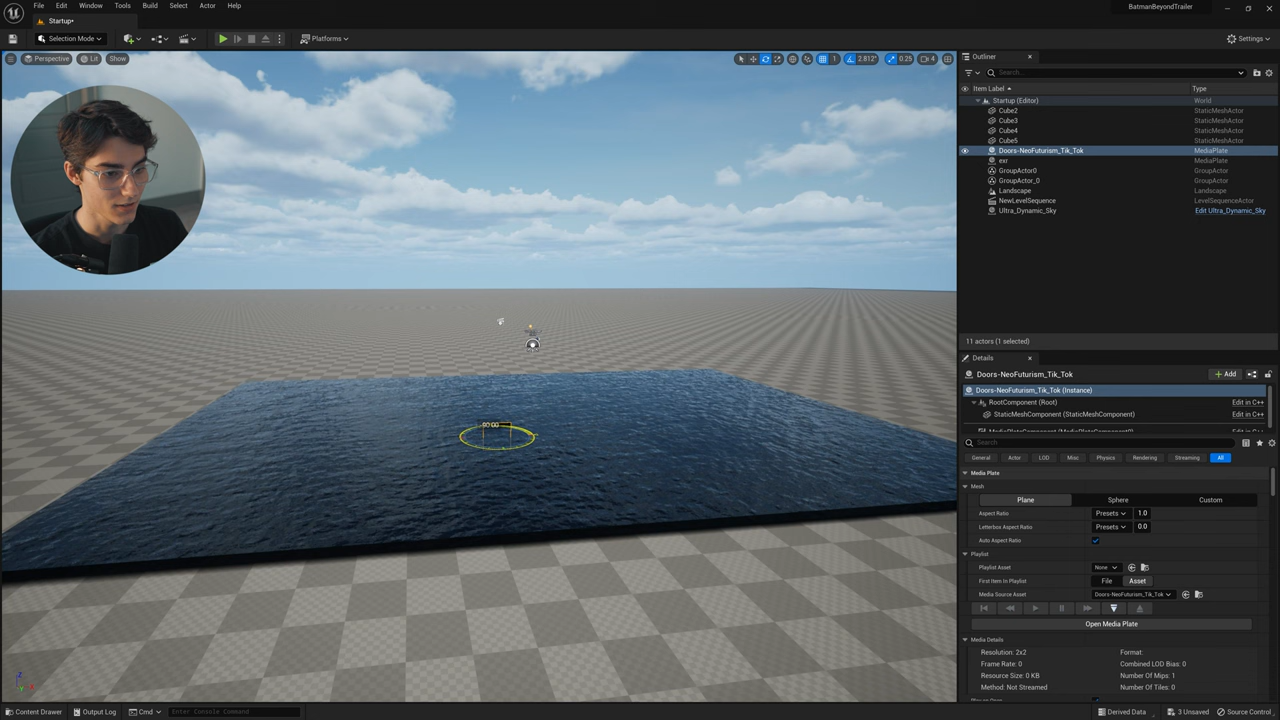 File Edit Window Tools Build Select Actor Help
BatmanBeyondTrailer
Startup•
Selection Mode
Platforms
Settings
Perspective Lit Show
1 2.812° 0.25 4
Outliner
Search...
Item Label Type
Startup (Editor) World
Cube2 StaticMeshActor
Cube3 StaticMeshActor
Cube4 StaticMeshActor
Cube5 StaticMeshActor
Doors-NeoFuturism_Tik_Tok MediaPlate
exr MediaPlate
GroupActor0 GroupActor
GroupActor_0 GroupActor
Landscape Landscape
NewLevelSequence LevelSequenceActor
Ultra_Dynamic_Sky Edit Ultra_Dynamic_Sky
11 actors (1 selected)
Details
Doors-NeoFuturism_Tik_Tok
Add
Doors-NeoFuturism_Tik_Tok (Instance)
RootComponent (Root) Edit in C++
StaticMeshComponent (StaticMeshComponent) Edit in C++
MediaPlateComponent (MediaPlateComponent0) Edit in C++
Search
General Actor LOD Misc Physics Rendering Streaming All
Media Plate
Mesh
Plane Sphere Custom
Aspect Ratio Presets 1.0
Letterbox Aspect Ratio Presets 0.0
Auto Aspect Ratio
Playlist
Playlist Asset None
First Item In Playlist File Asset
Media Source Asset Doors-NeoFuturism_Tik_Tok
Open Media Plate
Media Details
Resolution: 2x2 Format:
Frame Rate: 0 Combined LOD Bias: 0
Resource Size: 0 KB Number Of Mips: 1
Method: Not Streamed Number Of Tiles: 0
Content Drawer Output Log Cmd Enter Console Command
Derived Data 3 Unsaved Source Control